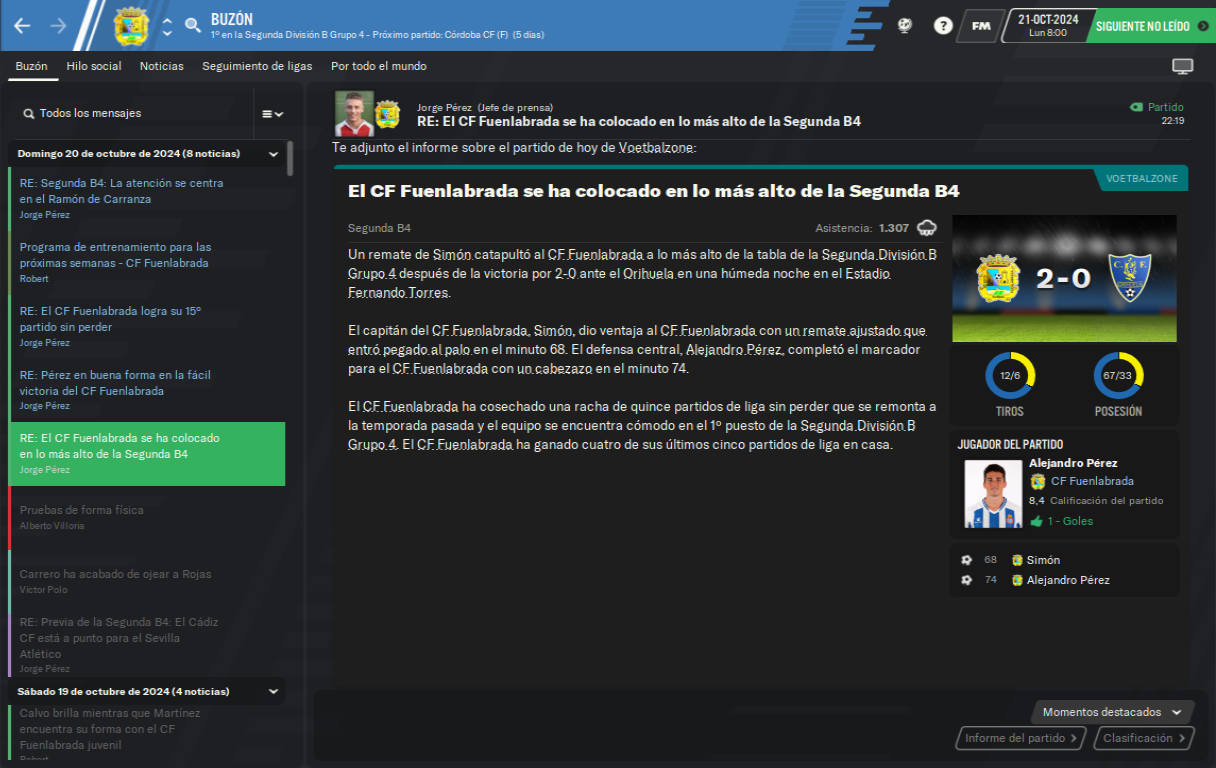 BUZÓN
1º en la Segunda División B Grupo 4 - Próximo partido: Córdoba CF (F) (5 dias)
?
FM
21-OCT-2024
Lun 8:00
SIGUIENTE NO LEÍDO
Buzón Hilo social Noticias Seguimiento de ligas Por todo el mundo
Todos los mensajes
Domingo 20 de octubre de 2024 (8 noticias)
RE: Segunda B4: La atención se centra
en el Ramón de Carranza
Jorge Pérez
Programa de entrenamiento para las
próximas semanas - CF Fuenlabrada
Robert
RE: El CF Fuenlabrada logra su 15º
partido sin perder
Jorge Pérez
RE: Pérez en buena forma en la fácil
victoria del CF Fuenlabrada
Jorge Pérez
RE: El CF Fuenlabrada se ha colocado
en lo más alto de la Segunda B4
Jorge Pérez
Pruebas de forma física
Alberto Villoria
Carrero ha acabado de ojear a Rojas
Víctor Polo
RE: Previa de la Segunda B4: El Cádiz
CF está a punto para el Sevilla
Atlético
Jorge Pérez
Sábado 19 de octubre de 2024 (4 noticias)
Calvo brilla mientras que Martínez
encuentra su forma con el CF
Fuenlabrada juvenil
Robert
Jorge Pérez (Jefe de prensa)
RE: El CF Fuenlabrada se ha colocado en lo más alto de la Segunda B4
Partido
22:19
Te adjunto el informe sobre el partido de hoy de Voetbalzone:
VOETBALZONE
El CF Fuenlabrada se ha colocado en lo más alto de la Segunda B4
Segunda B4
Asistencia: 1.307
Un remate de Simón catapultó al CF Fuenlabrada a lo más alto de la tabla de la Segunda División B
Grupo 4 después de la victoria por 2-0 ante el Orihuela en una húmeda noche en el Estadio
Fernando Torres.
El capitán del CF Fuenlabrada, Simón, dio ventaja al CF Fuenlabrada con un remate ajustado que
entró pegado al palo en el minuto 68. El defensa central, Alejandro Pérez, completó el marcador
para el CF Fuenlabrada con un cabezazo en el minuto 74.
El CF Fuenlabrada ha cosechado una racha de quince partidos de liga sin perder que se remonta a
la temporada pasada y el equipo se encuentra cómodo en el 1º puesto de la Segunda División B
Grupo 4. El CF Fuenlabrada ha ganado cuatro de sus últimos cinco partidos de liga en casa.
2-0
12/6
67/33
TIROS
POSESIÓN
JUGADOR DEL PARTIDO
Alejandro Pérez
CF Fuenlabrada
8,4 Calificación del partido
1 - Goles
68 Simón
74 Alejandro Pérez
Momentos destacados
Informe del partido
Clasificación